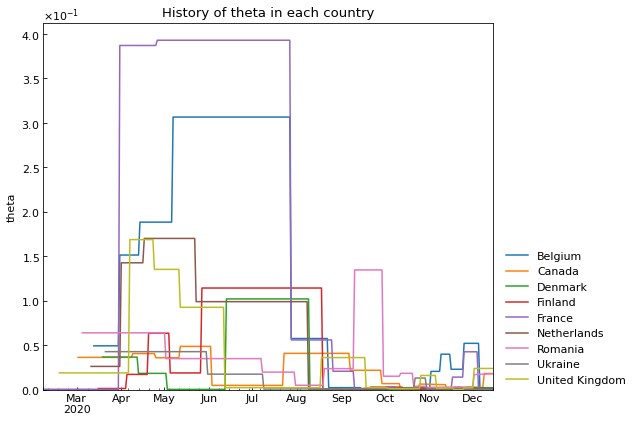 History of theta in each country
×10⁻¹
4.0
3.5
3.0
2.5
2.0
1.5
1.0
0.5
0.0
theta
Mar Apr May Jun Jul Aug Sep Oct Nov Dec
2020
Belgium
Canada
Denmark
Finland
France
Netherlands
Romania
Ukraine
United Kingdom